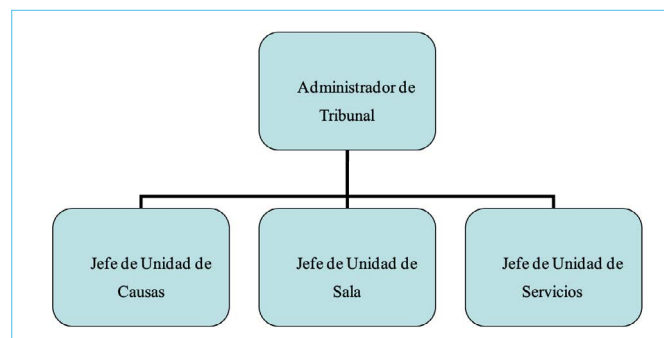 Administrador de
Tribunal
Jefe de Unidad de
Causas
Jefe de Unidad de
Sala
Jefe de Unidad de
Servicios